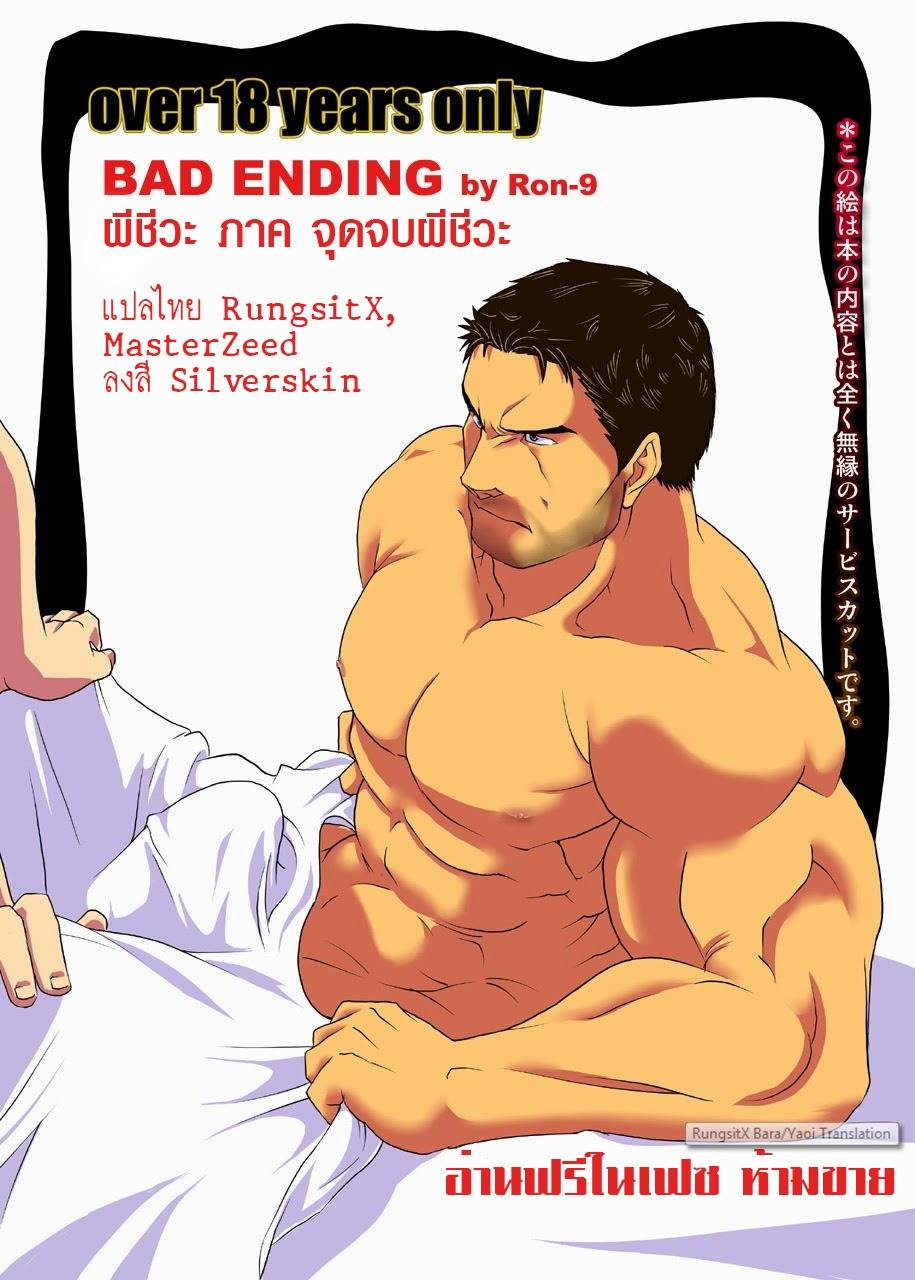 over 18 years only
BAD ENDING by Ron-9
ผีชีวะ ภาค จุดจบผีชีวะ
แปลไทย RungsitX,
MasterZeed
ลงสี Silverskin
＊この絵は本の内容とは全く無縁のサービスカットです。
RungsitX Bara/Yaoi Translation
อ่านฟรีในเฟซ ห้ามขาย